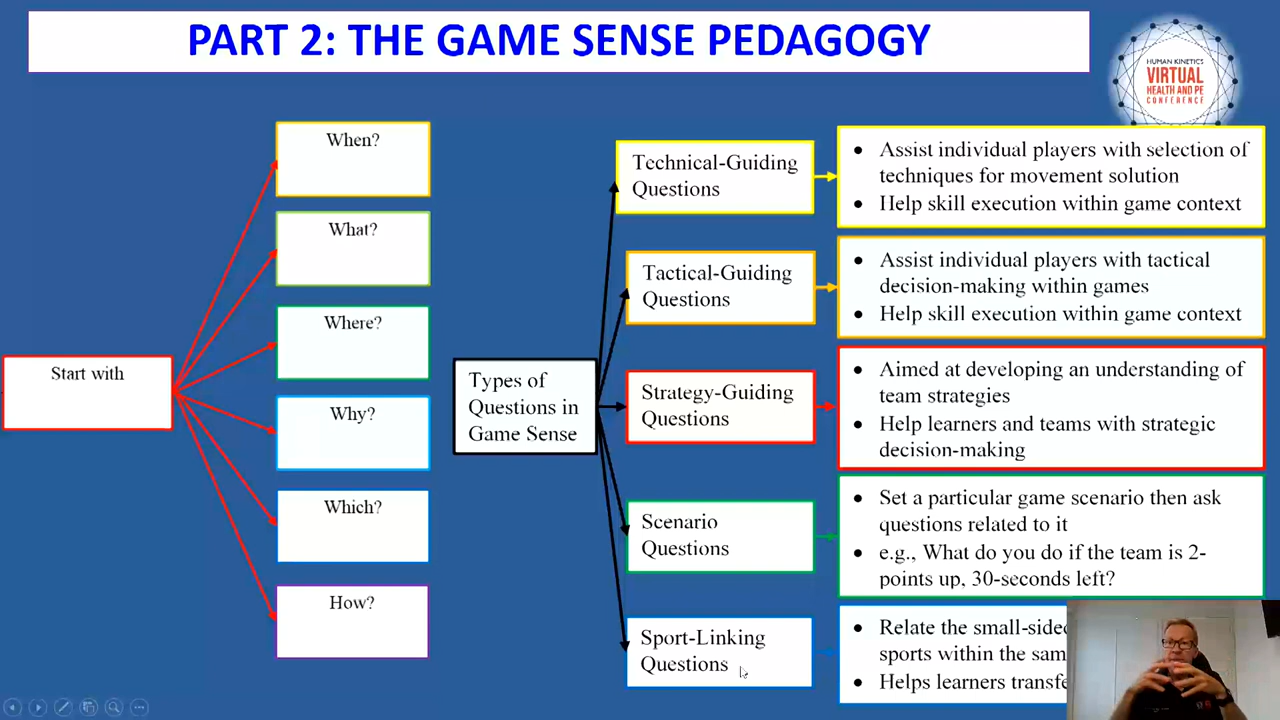 PART 2: THE GAME SENSE PEDAGOGY
HUMAN KINETICS
VIRTUAL
HEALTH AND PE
CONFERENCE
Start with
When?
What?
Where?
Why?
Which?
How?
Types of
Questions in
Game Sense
Technical-Guiding
Questions
• Assist individual players with selection of
techniques for movement solution
• Help skill execution within game context
Tactical-Guiding
Questions
• Assist individual players with tactical
decision-making within games
• Help skill execution within game context
Strategy-Guiding
Questions
• Aimed at developing an understanding of
team strategies
• Help learners and teams with strategic
decision-making
Scenario
Questions
• Set a particular game scenario then ask
questions related to it
• e.g., What do you do if the team is 2-
points up, 30-seconds left?
Sport-Linking
Questions
• Relate the
sports within the
• Helps learners